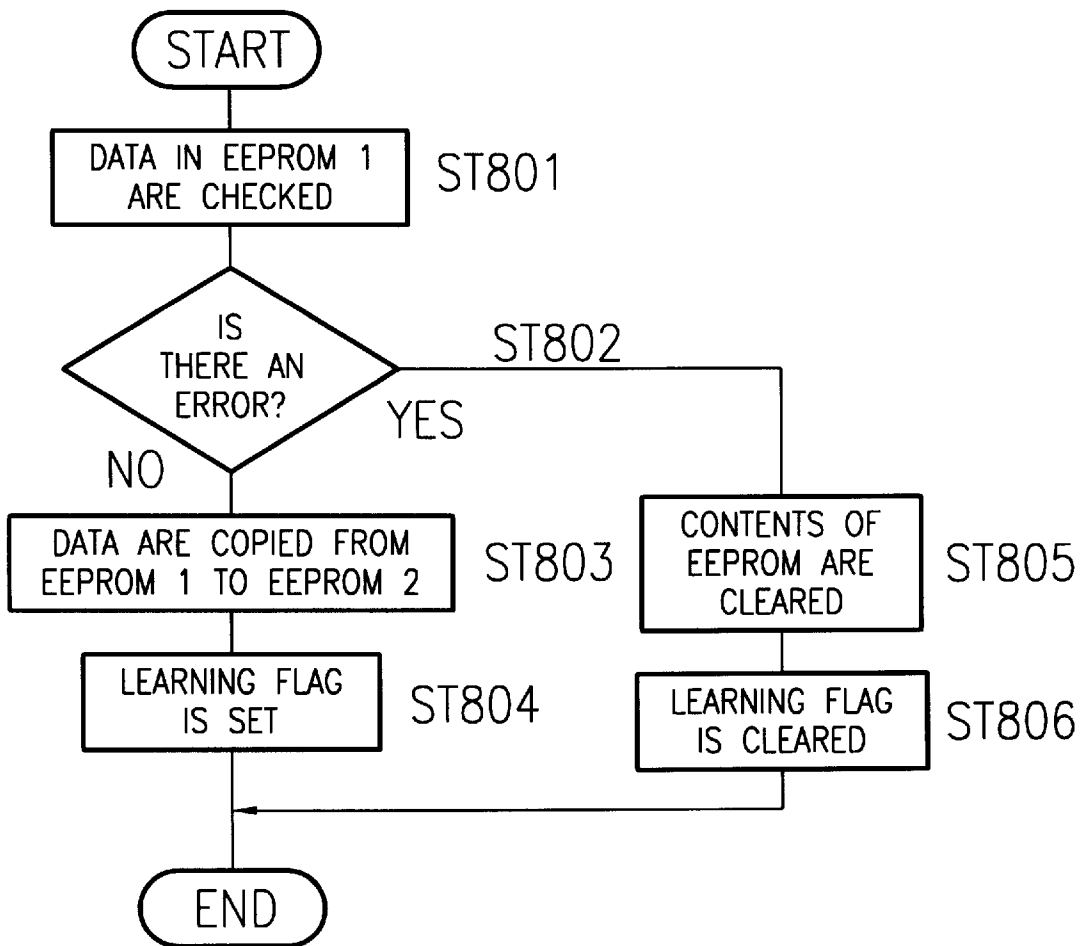 START
DATA IN EEPROM 1
ARE CHECKED
ST801
IS
THERE AN
ERROR?
ST802
YES
NO
DATA ARE COPIED FROM
EEPROM 1 TO EEPROM 2
ST803
CONTENTS OF
EEPROM ARE
CLEARED
ST805
LEARNING FLAG
IS SET
ST804
LEARNING FLAG
IS CLEARED
ST806
END